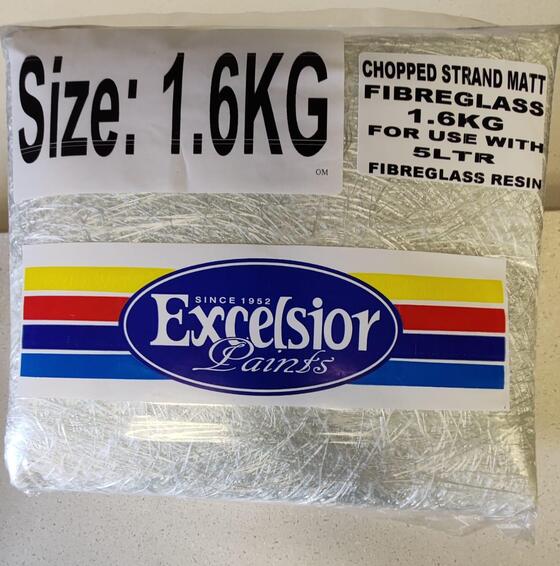 Size: 1.6KG
OM
CHOPPED STRAND MATT
FIBREGLASS
1.6KG
FOR USE WITH
5LTR
FIBREGLASS RESIN
SINCE 1952
Excelsior
Paints